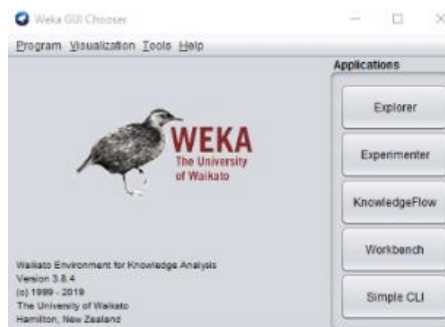 Weka GUI Chooser
Program Visualization Tools Help
Applications
WEKA
The University
of Waikato
Explorer
Experimenter
KnowledgeFlow
Workbench
Simple CLI
Waikato Environment for Knowledge Analysis
Version 3.8.4
(c) 1999 - 2019
The University of Waikato
Hamilton, New Zealand